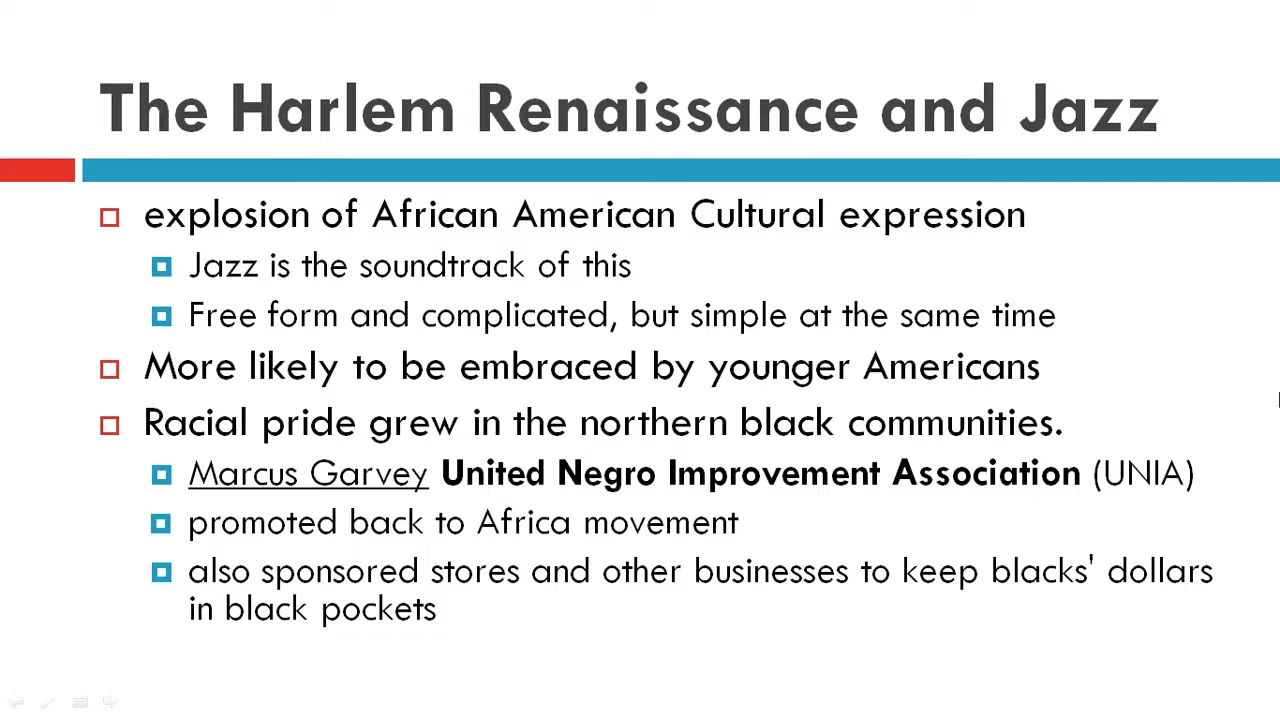 The Harlem Renaissance and Jazz
explosion of African American Cultural expression
Jazz is the soundtrack of this
Free form and complicated, but simple at the same time
More likely to be embraced by younger Americans
Racial pride grew in the northern black communities.
Marcus Garvey United Negro Improvement Association (UNIA)
promoted back to Africa movement
also sponsored stores and other businesses to keep blacks' dollars
in black pockets